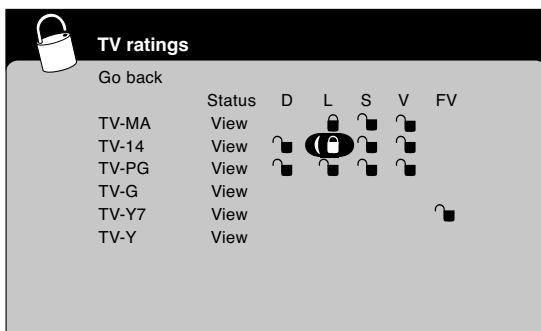 TV ratings
Go back
Status D L S V FV
TV-MA View
TV-14 View
TV-PG View
TV-G View
TV-Y7 View
TV-Y View